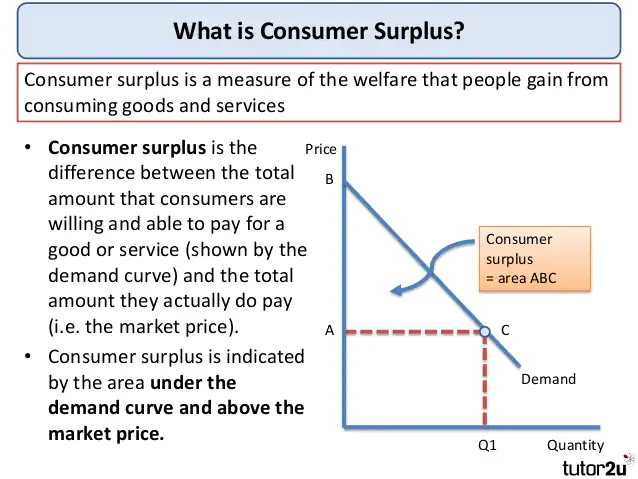 What is Consumer Surplus?
Consumer surplus is a measure of the welfare that people gain from
consuming goods and services
• Consumer surplus is the
difference between the total
amount that consumers are
willing and able to pay for a
good or service (shown by the
demand curve) and the total
amount they actually do pay
(i.e. the market price).
• Consumer surplus is indicated
by the area under the
demand curve and above the
market price.
Price
B
Consumer
surplus
= area ABC
A
C
Demand
Q1
Quantity
tutor2u